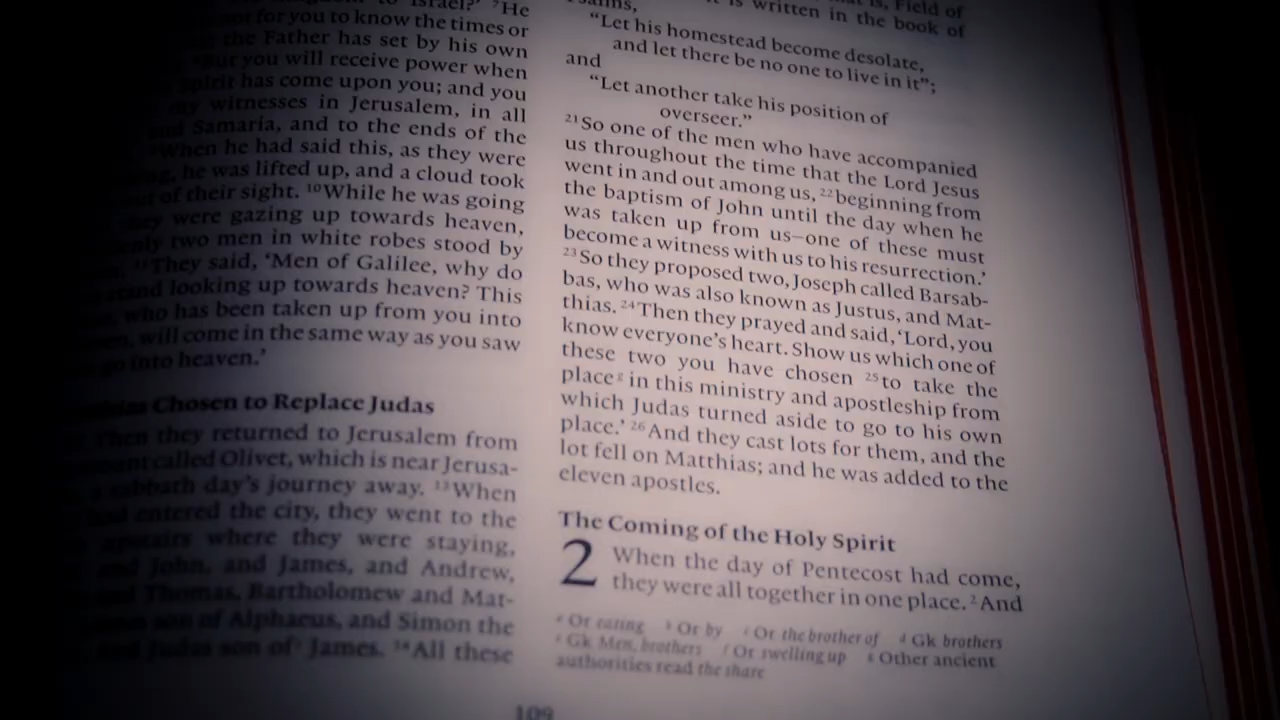 to Israel?' ⁷He
not for you to know the times or
the Father has set by his own
you will receive power when
Spirit has come upon you; and you
my witnesses in Jerusalem, in all
and Samaria, and to the ends of the
When he had said this, as they were
he was lifted up, and a cloud took
out of their sight. ¹⁰While he was going
they were gazing up towards heaven,
two men in white robes stood by
¹¹They said, ‘Men of Galilee, why do
stand looking up towards heaven? This
who has been taken up from you into
will come in the same way as you saw
go into heaven.’
Chosen to Replace Judas
Then they returned to Jerusalem from
mount called Olivet, which is near Jerusa-
a sabbath day’s journey away. ¹³When
had entered the city, they went to the
upstairs where they were staying,
and John, and James, and Andrew,
and Thomas, Bartholomew and Mat-
son of Alphaeus, and Simon the
and Judas son of James. ¹⁴All these
Field of
is written in the book of
Psalms,
“Let his homestead become desolate,
and let there be no one to live in it”;
and
“Let another take his position of
overseer.”
²¹So one of the men who have accompanied
us throughout the time that the Lord Jesus
went in and out among us, ²²beginning from
the baptism of John until the day when he
was taken up from us—one of these must
become a witness with us to his resurrection.’
²³So they proposed two, Joseph called Barsab-
bas, who was also known as Justus, and Mat-
thias. ²⁴Then they prayed and said, ‘Lord, you
know everyone’s heart. Show us which one of
these two you have chosen ²⁵to take the
place ᵍ in this ministry and apostleship from
which Judas turned aside to go to his own
place.’ ²⁶And they cast lots for them, and the
lot fell on Matthias; and he was added to the
eleven apostles.
The Coming of the Holy Spirit
2 When the day of Pentecost had come,
they were all together in one place. ²And
ᵃ Or eating ᵇ Or by ᶜ Or the brother of ᵈ Gk brothers
ᵉ Gk Men, brothers ᶠ Or swelling up ᵍ Other ancient
authorities read the share
109